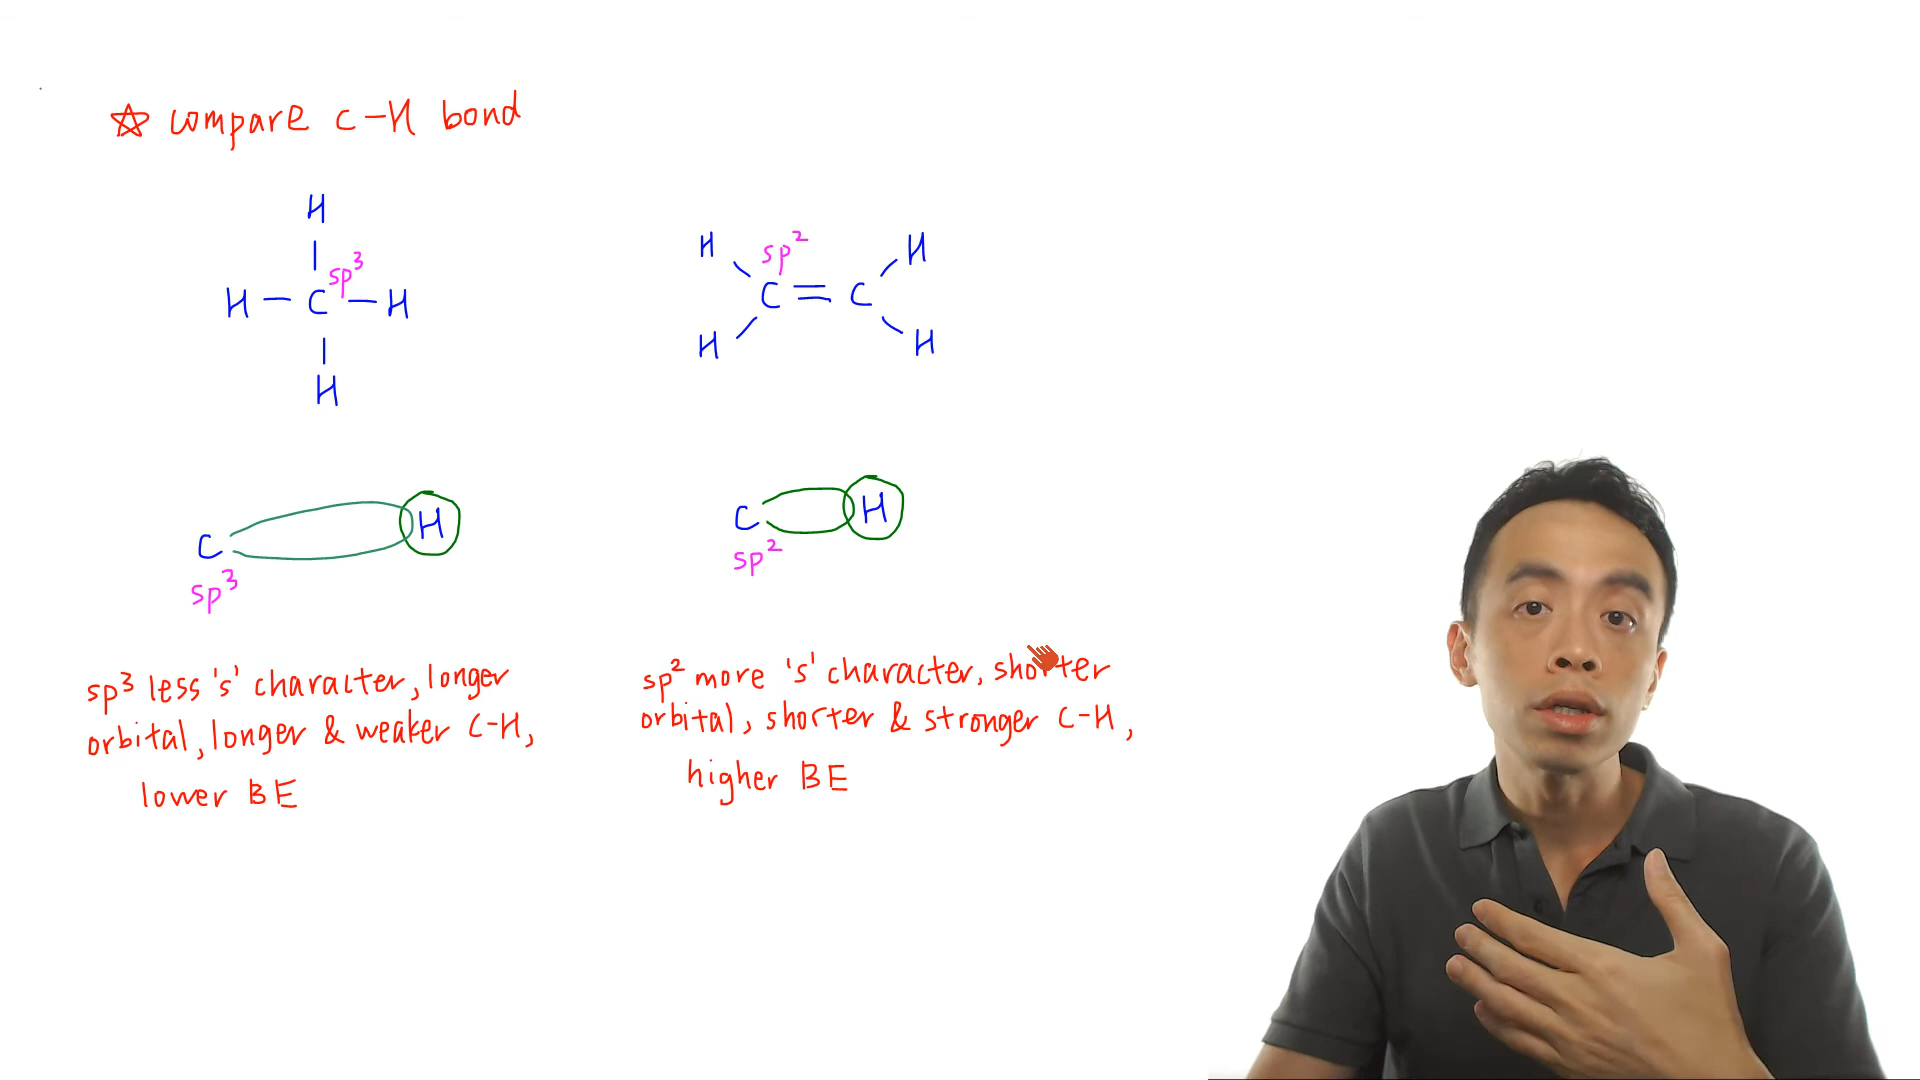 ☆ compare C-H bond
H
sp³
H - C - H
H
H sp² H
C = C
H H
C H
sp³
C H
sp²
sp³ less 's' character, longer
orbital, longer & weaker C-H,
lower BE
sp² more 's' character, shorter
orbital, shorter & stronger C-H,
higher BE